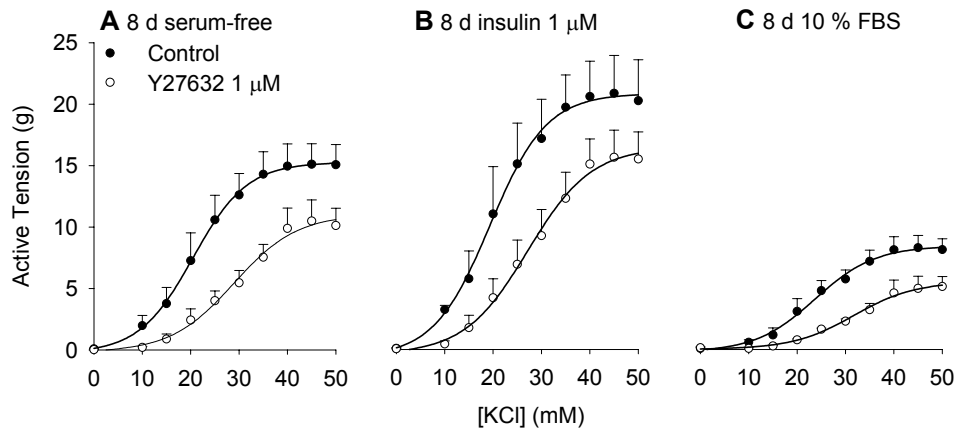 A 8 d serum-free
B 8 d insulin 1 μM
C 8 d 10 % FBS
Control
Y27632 1 μM
Active Tension (g)
25
20
15
10
5
0
0 10 20 30 40 50
0 10 20 30 40 50
0 10 20 30 40 50
[KCl] (mM)